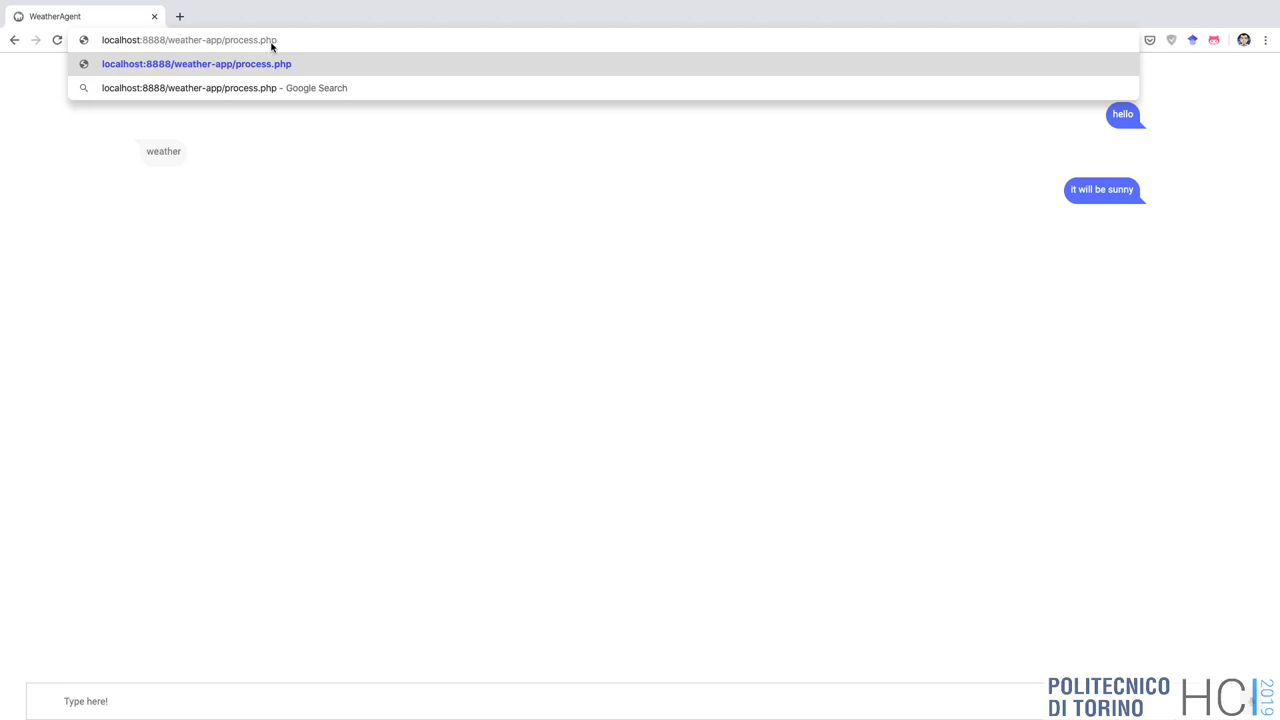 WeatherAgent
localhost:8888/weather-app/process.php
localhost:8888/weather-app/process.php
localhost:8888/weather-app/process.php - Google Search
hello
weather
it will be sunny
Type here!
POLITECNICO
DI TORINO
HCI
2019